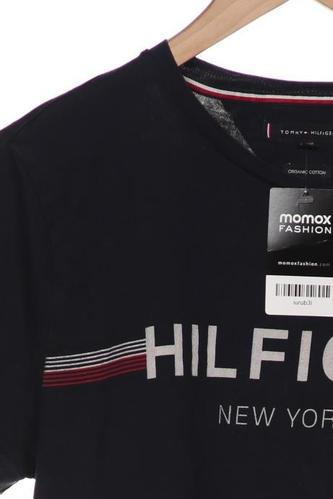 TOMMY HILFIGER
ORGANIC COTTON
momox
FASHION
momoxfashion.com
HILFIG
NEW YOR